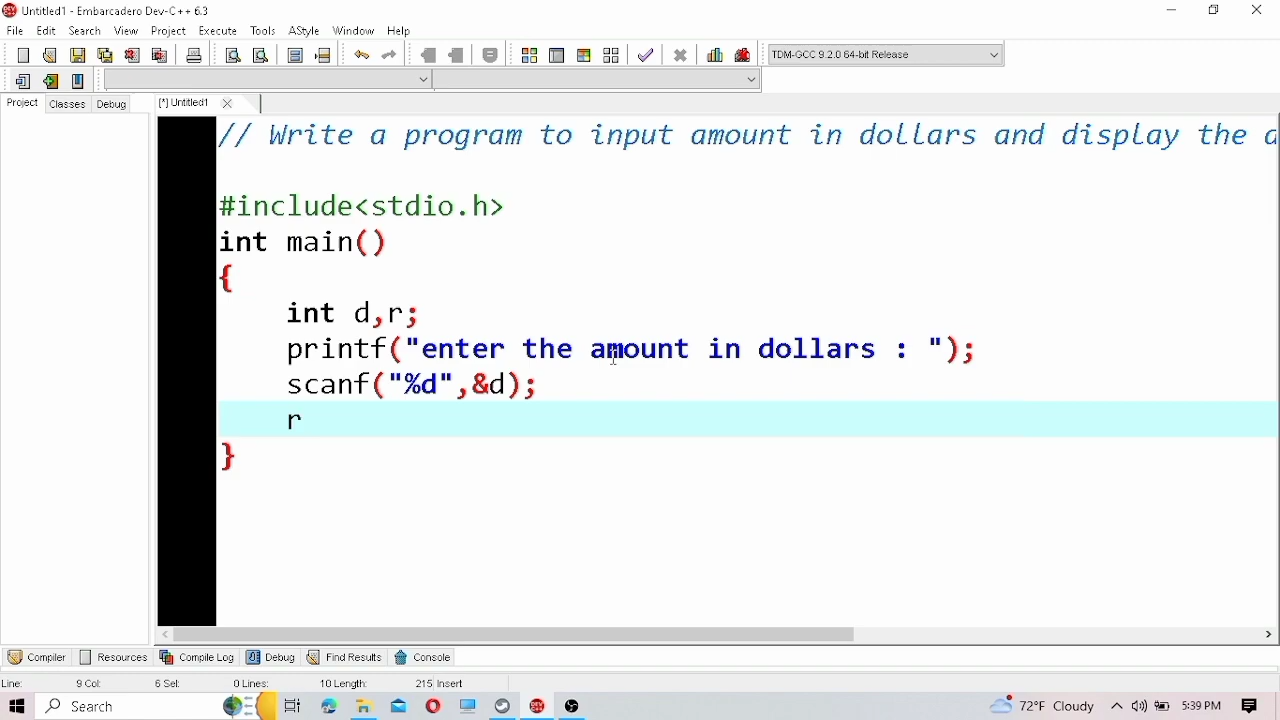 Untitled1 - Embarcadero Dev-C++ 6.3
File Edit Search View Project Execute Tools AStyle Window Help
TDM-GCC 9.2.0 64-bit Release
Project Classes Debug [*] Untitled1
// Write a program to input amount in dollars and display the
#include<stdio.h>
int main()
{
int d,r;
printf("enter the amount in dollars : ");
scanf("%d",&d);
r
}
Compiler Resources Compile Log Debug Find Results Console
Line: 9 Col: 6 Sel: 0 Lines: 10 Length: 215 Insert
Search 72°F Cloudy 5:39 PM